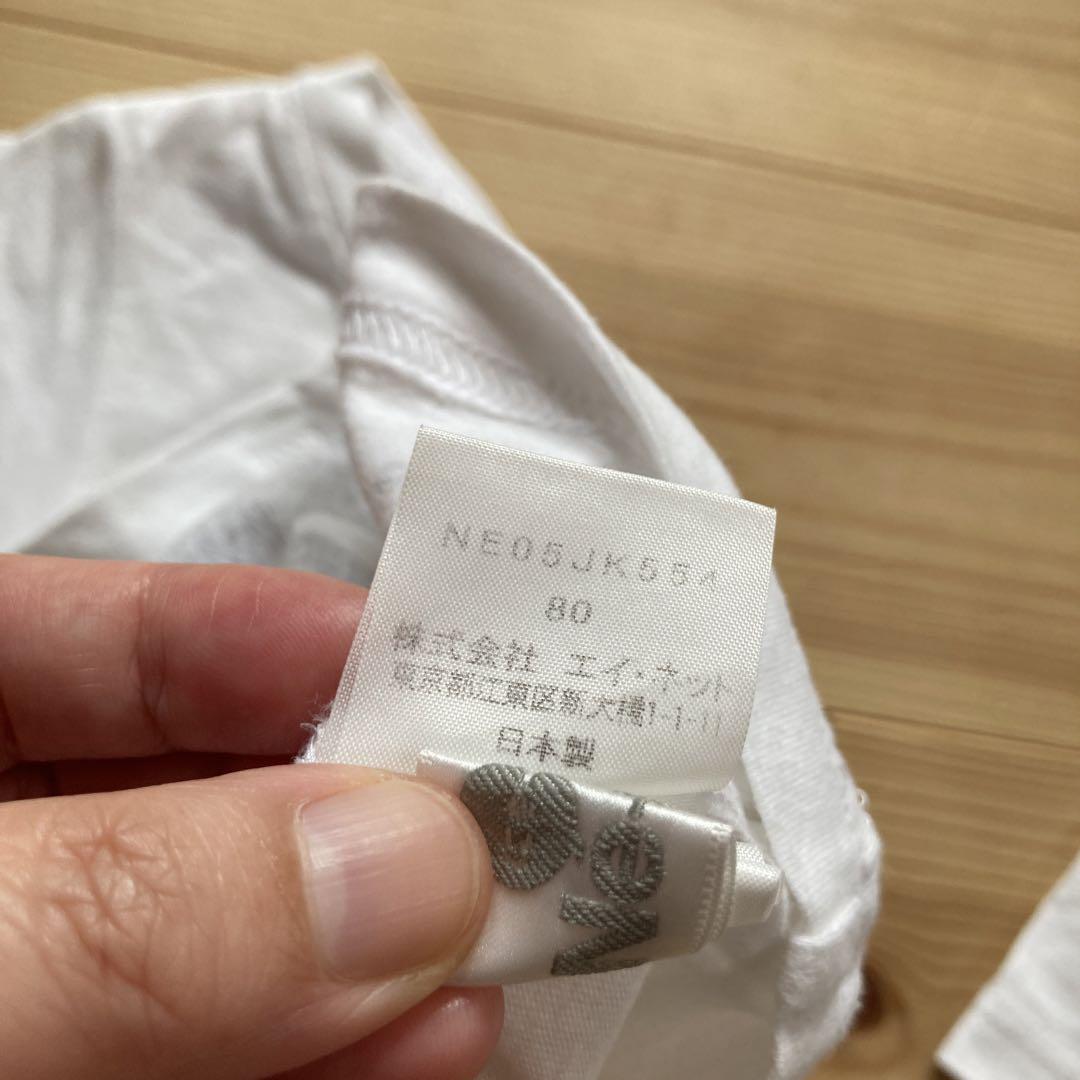 NE05JK554
80
株式会社 エイ・ネット
東京都江東区新大橋1-1-11
日本製
Né